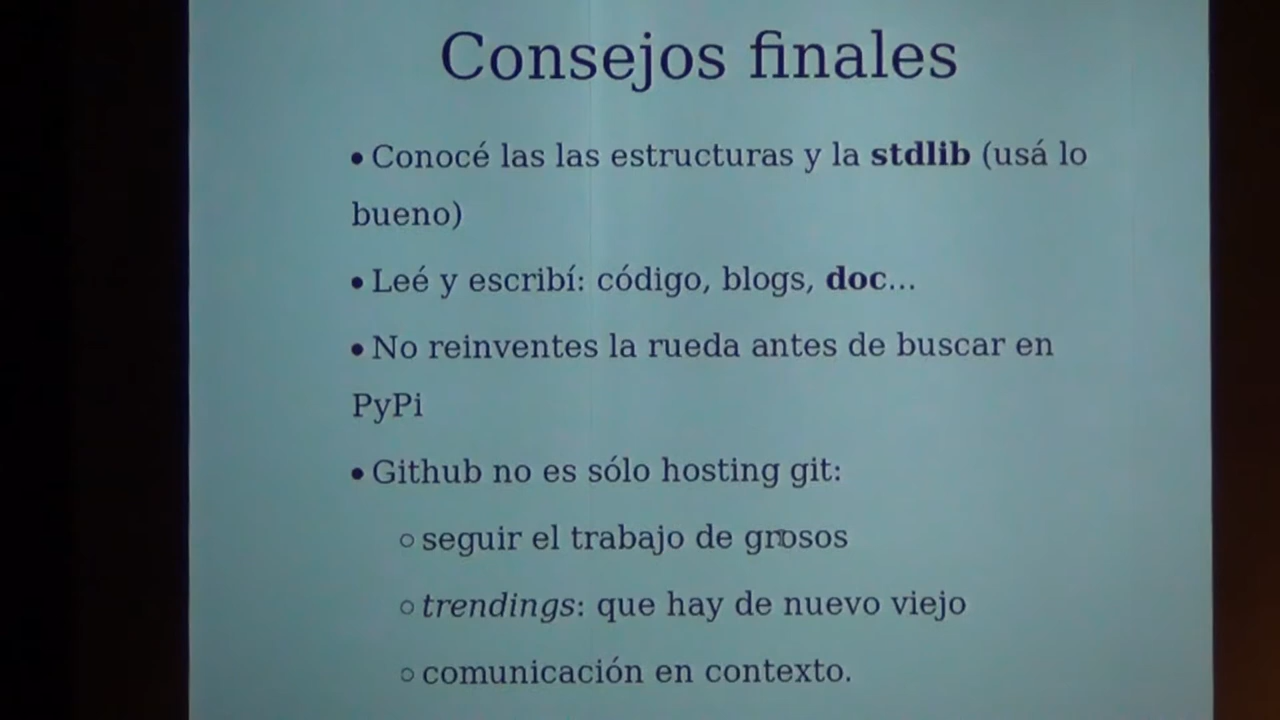 Consejos finales
• Conocé las las estructuras y la stdlib (usá lo
bueno)
• Leé y escribí: código, blogs, doc...
• No reinventes la rueda antes de buscar en
PyPi
• Github no es sólo hosting git:
○ seguir el trabajo de grosos
○ trendings: que hay de nuevo viejo
○ comunicación en contexto.